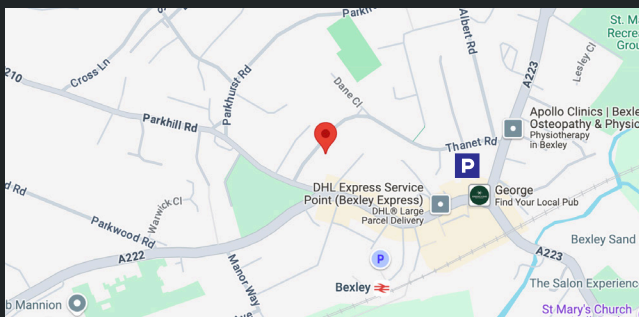 St. M
Recre
Grou
Albert Rd
Lesley Cl
A223
Cross Ln
210
Parkhurst Rd
Dane Cl
Parkhill Rd
Apollo Clinics | Bexle
Osteopathy & Physic
Physiotherapy
in Bexley
Thanet Rd
P
DHL Express Service
Point (Bexley Express)
DHL® Large
Parcel Delivery
George
Find Your Local Pub
d Rd
Warwick Cl
Parkwood Rd
A222
Manor Way
P
A223
Bexley Sand
Bexley
The Salon Experienc
b Mannion
Ave
St Mary's Church